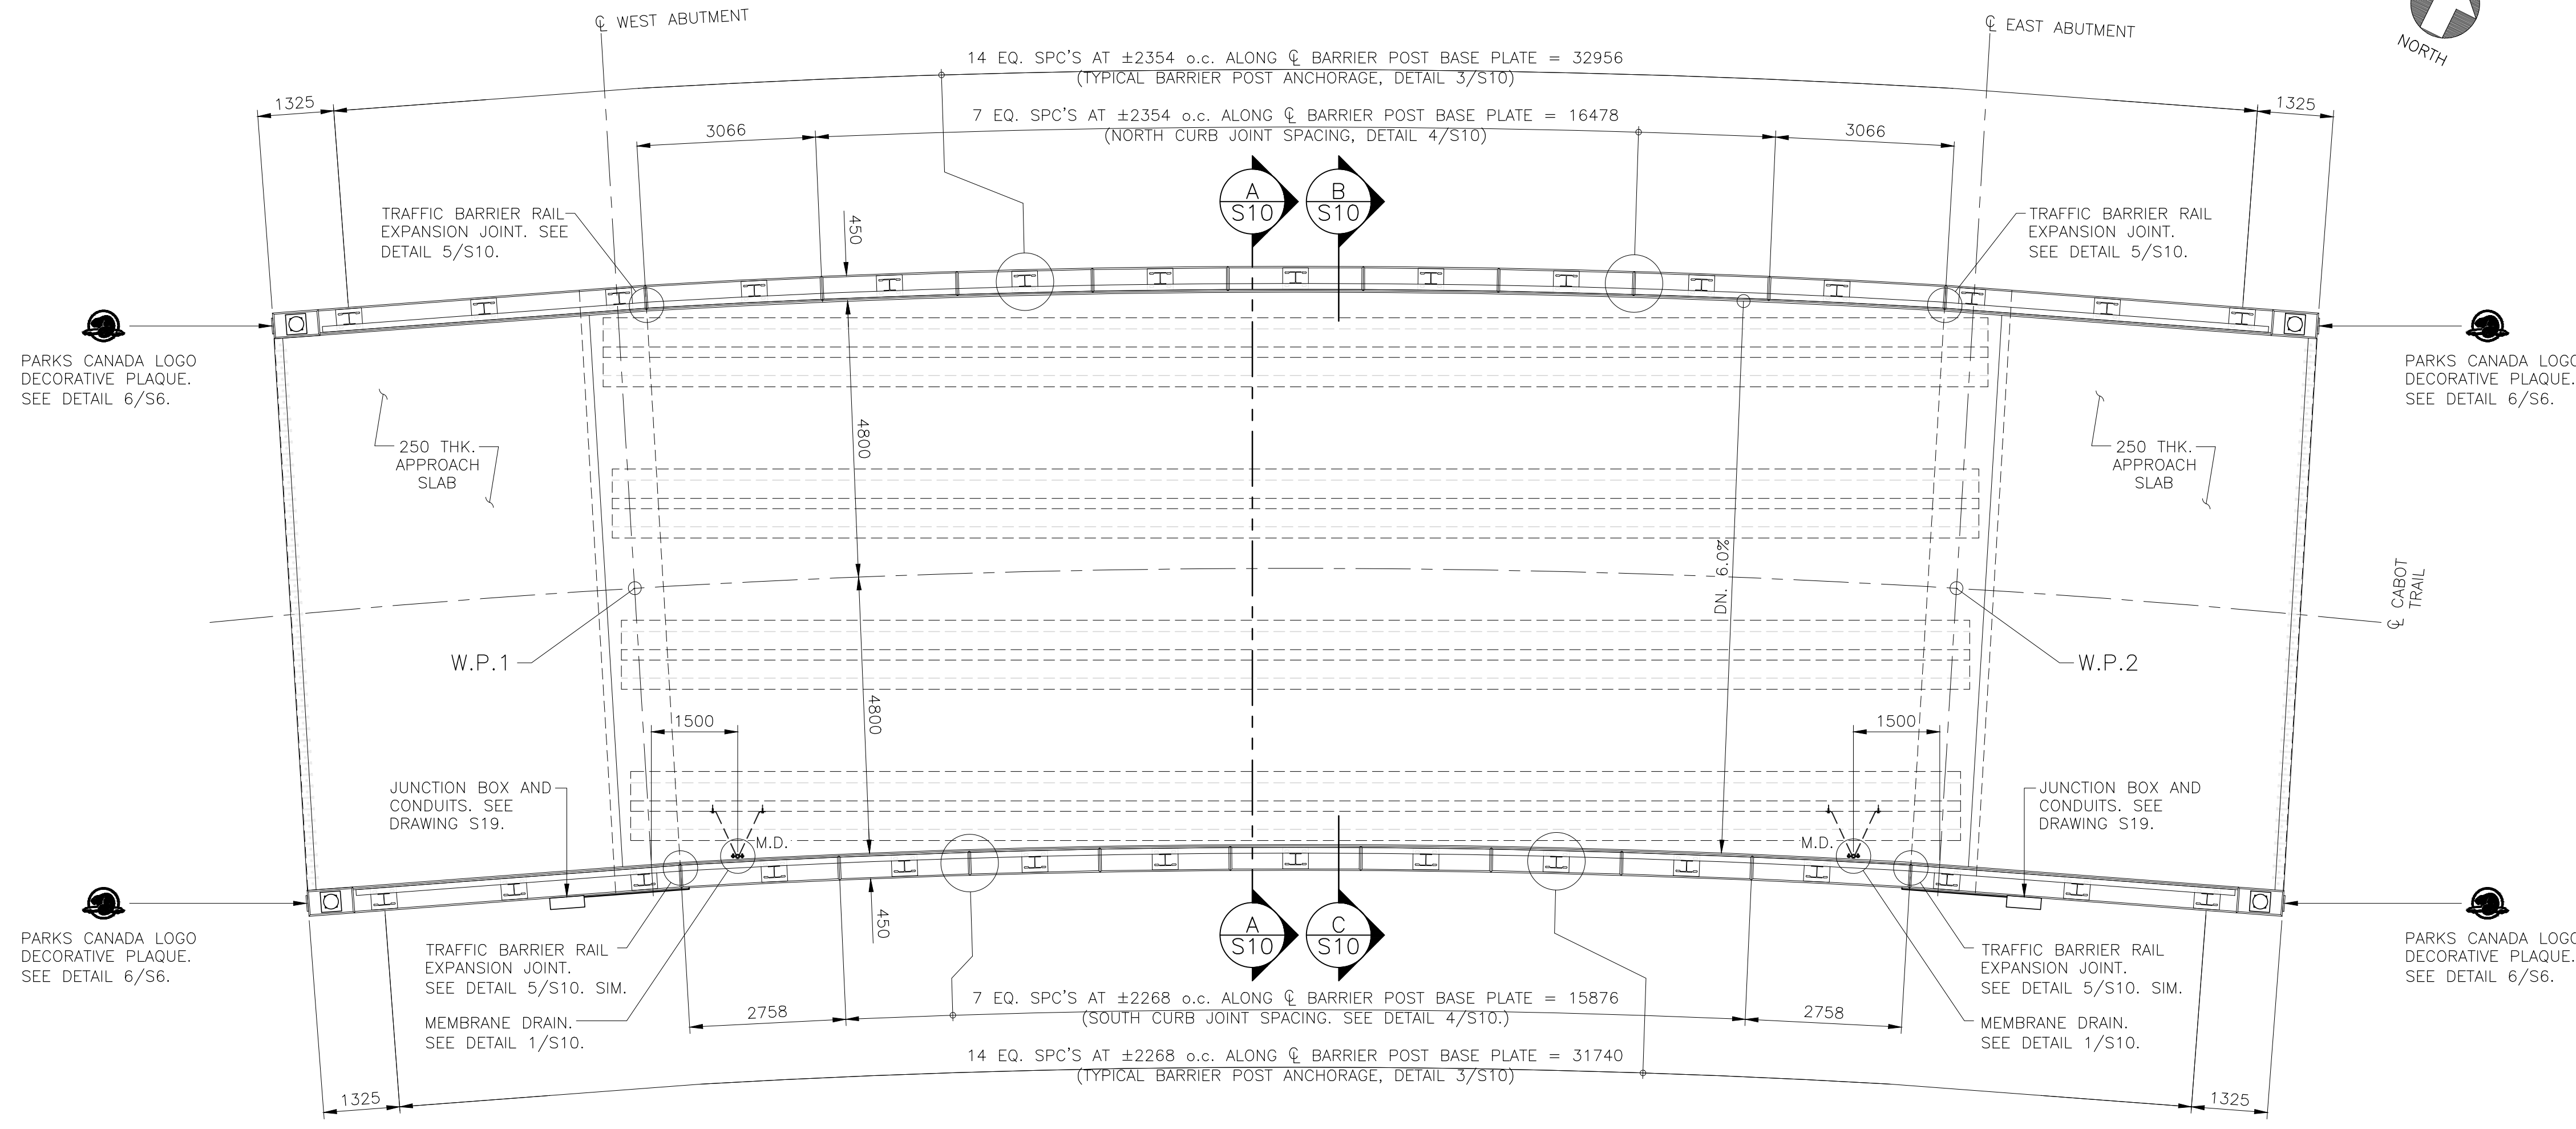 ℄ WEST ABUTMENT
℄ EAST ABUTMENT
NORTH
14 EQ. SPC'S AT ±2354 o.c. ALONG ℄ BARRIER POST BASE PLATE = 32956
(TYPICAL BARRIER POST ANCHORAGE, DETAIL 3/S10)
1325
1325
7 EQ. SPC'S AT ±2354 o.c. ALONG ℄ BARRIER POST BASE PLATE = 16478
(NORTH CURB JOINT SPACING, DETAIL 4/S10)
3066
3066
A
S10
B
S10
TRAFFIC BARRIER RAIL
EXPANSION JOINT. SEE
DETAIL 5/S10.
450
TRAFFIC BARRIER RAIL
EXPANSION JOINT.
SEE DETAIL 5/S10.
PARKS CANADA LOGO
DECORATIVE PLAQUE.
SEE DETAIL 6/S6.
PARKS CANADA LOGO
DECORATIVE PLAQUE.
SEE DETAIL 6/S6.
250 THK.
APPROACH
SLAB
4800
250 THK.
APPROACH
SLAB
DN. 6.0%
℄ CABOT
TRAIL
W.P.1
W.P.2
4800
1500
1500
JUNCTION BOX AND
CONDUITS. SEE
DRAWING S19.
JUNCTION BOX AND
CONDUITS. SEE
DRAWING S19.
M.D.
M.D.
450
A
S10
C
S10
PARKS CANADA LOGO
DECORATIVE PLAQUE.
SEE DETAIL 6/S6.
PARKS CANADA LOGO
DECORATIVE PLAQUE.
SEE DETAIL 6/S6.
TRAFFIC BARRIER RAIL
EXPANSION JOINT.
SEE DETAIL 5/S10. SIM.
TRAFFIC BARRIER RAIL
EXPANSION JOINT.
SEE DETAIL 5/S10. SIM.
MEMBRANE DRAIN.
SEE DETAIL 1/S10.
MEMBRANE DRAIN.
SEE DETAIL 1/S10.
2758
2758
7 EQ. SPC'S AT ±2268 o.c. ALONG ℄ BARRIER POST BASE PLATE = 15876
(SOUTH CURB JOINT SPACING. SEE DETAIL 4/S10.)
14 EQ. SPC'S AT ±2268 o.c. ALONG ℄ BARRIER POST BASE PLATE = 31740
(TYPICAL BARRIER POST ANCHORAGE, DETAIL 3/S10)
1325
1325